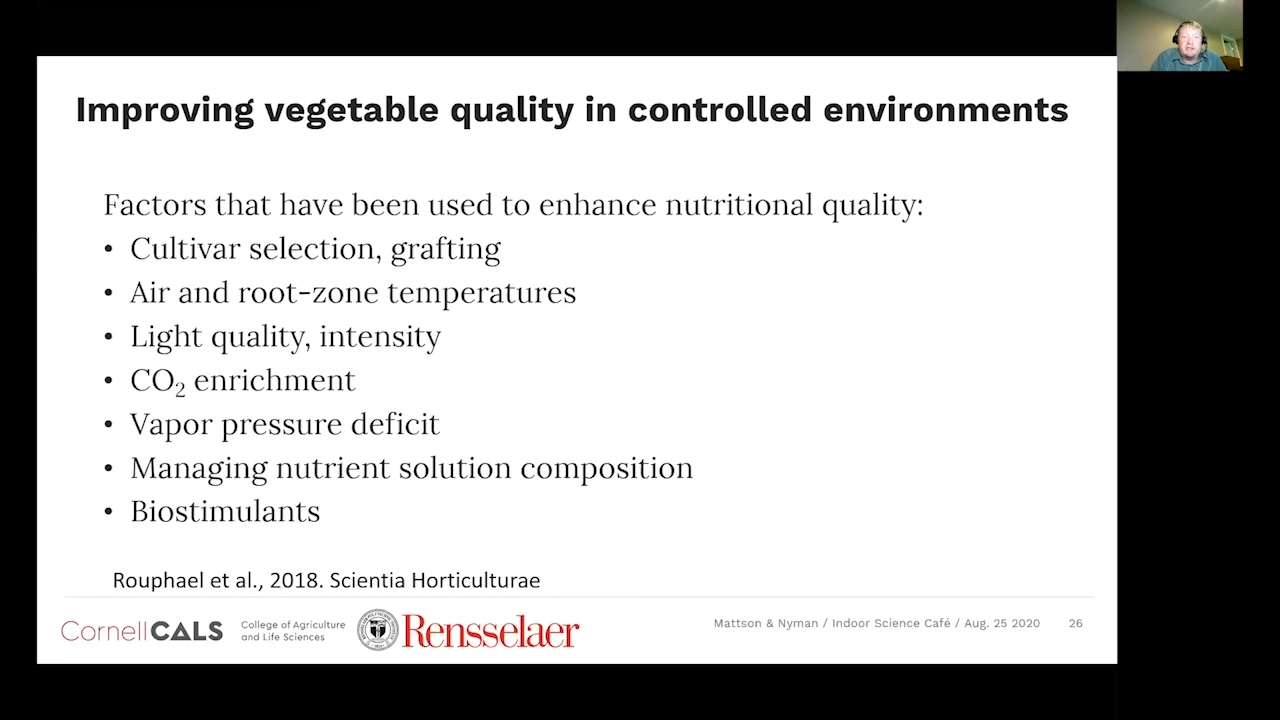 Improving vegetable quality in controlled environments
Factors that have been used to enhance nutritional quality:
• Cultivar selection, grafting
• Air and root-zone temperatures
• Light quality, intensity
• CO₂ enrichment
• Vapor pressure deficit
• Managing nutrient solution composition
• Biostimulants
Rouphael et al., 2018. Scientia Horticulturae
CornellCALS
College of Agriculture
and Life Sciences
Rensselaer
Mattson & Nyman / Indoor Science Café / Aug. 25 2020
26